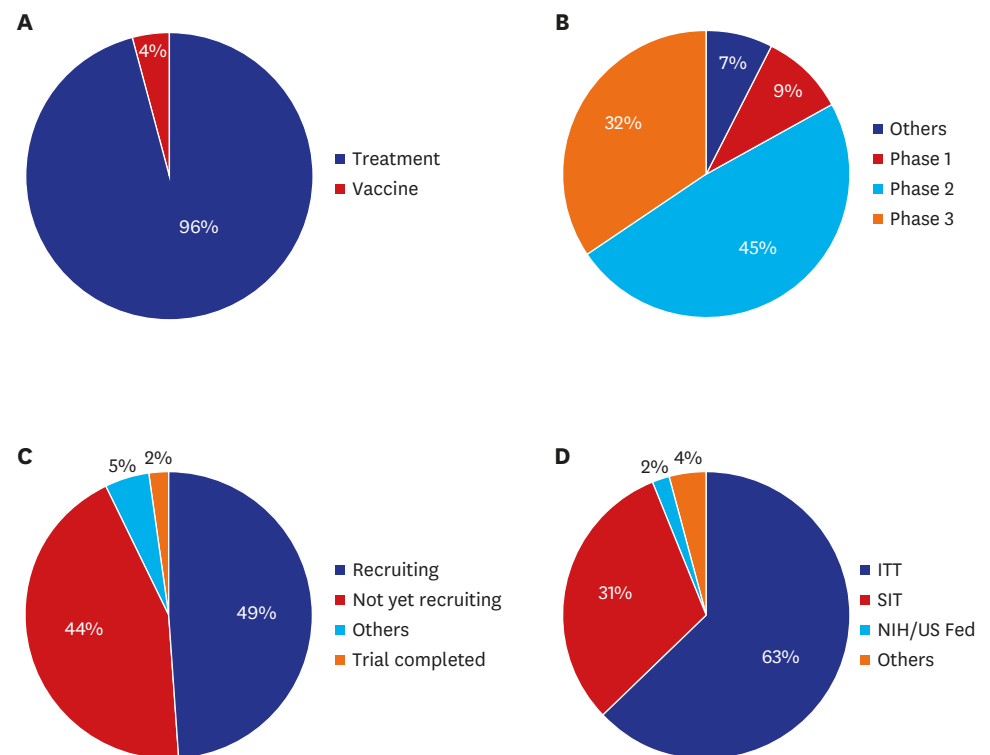 A
4%
96%
Treatment
Vaccine
B
7%
9%
32%
45%
Others
Phase 1
Phase 2
Phase 3
C
5%
2%
44%
49%
Recruiting
Not yet recruiting
Others
Trial completed
D
2%
4%
31%
63%
ITT
SIT
NIH/US Fed
Others